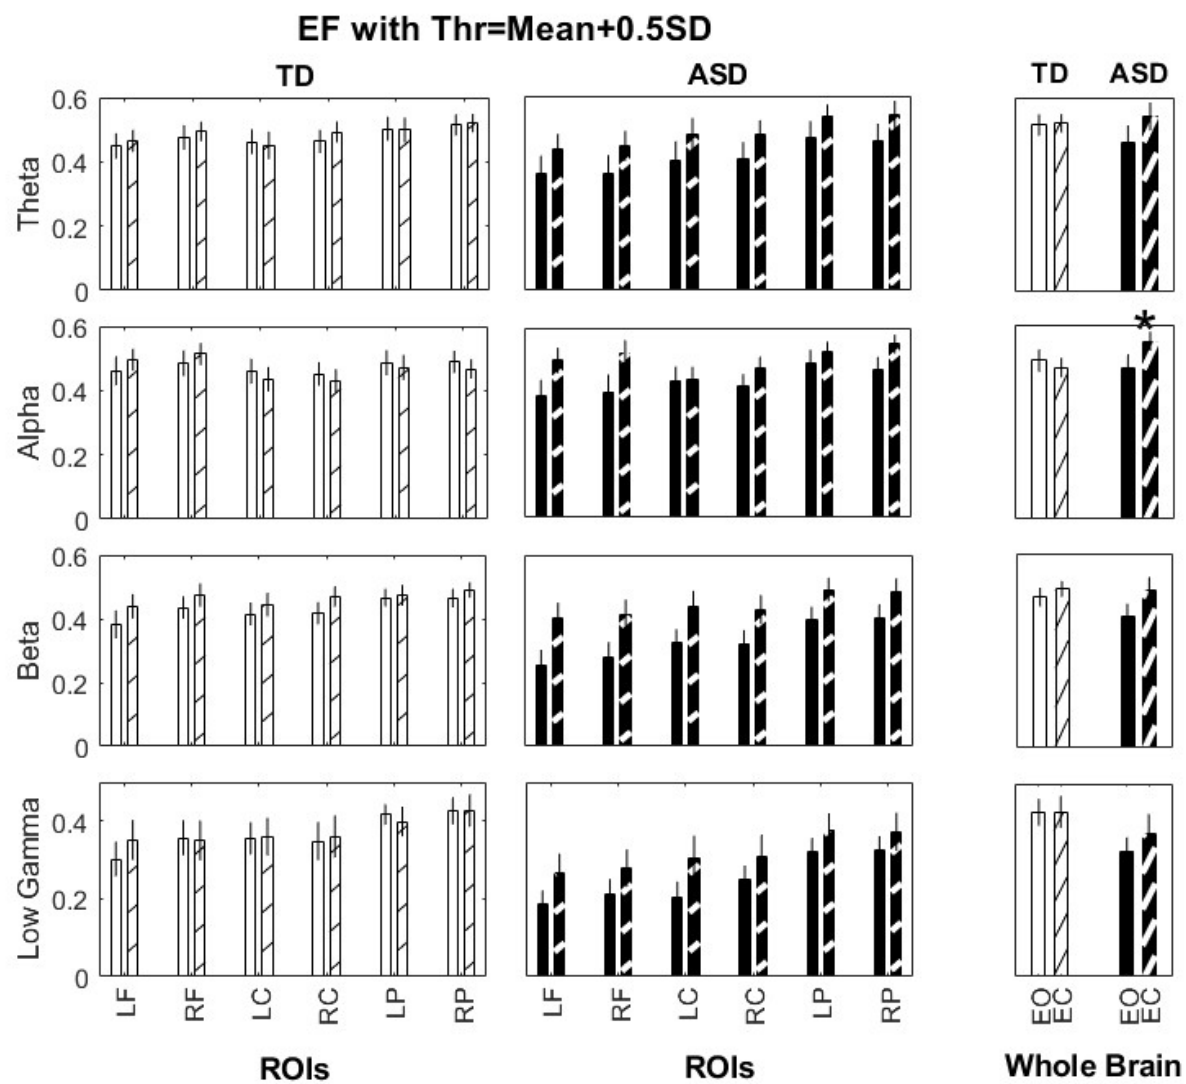 EF with Thr=Mean+0.5SD
TD ASD TD ASD
Theta
0.6
0.4
0.2
0
*
Alpha
0.6
0.4
0.2
0
Beta
0.6
0.4
0.2
0
Low Gamma
0.4
0.2
0
LF RF LC RC LP RP LF RF LC RC LP RP EO EC EO EC
ROIs ROIs Whole Brain